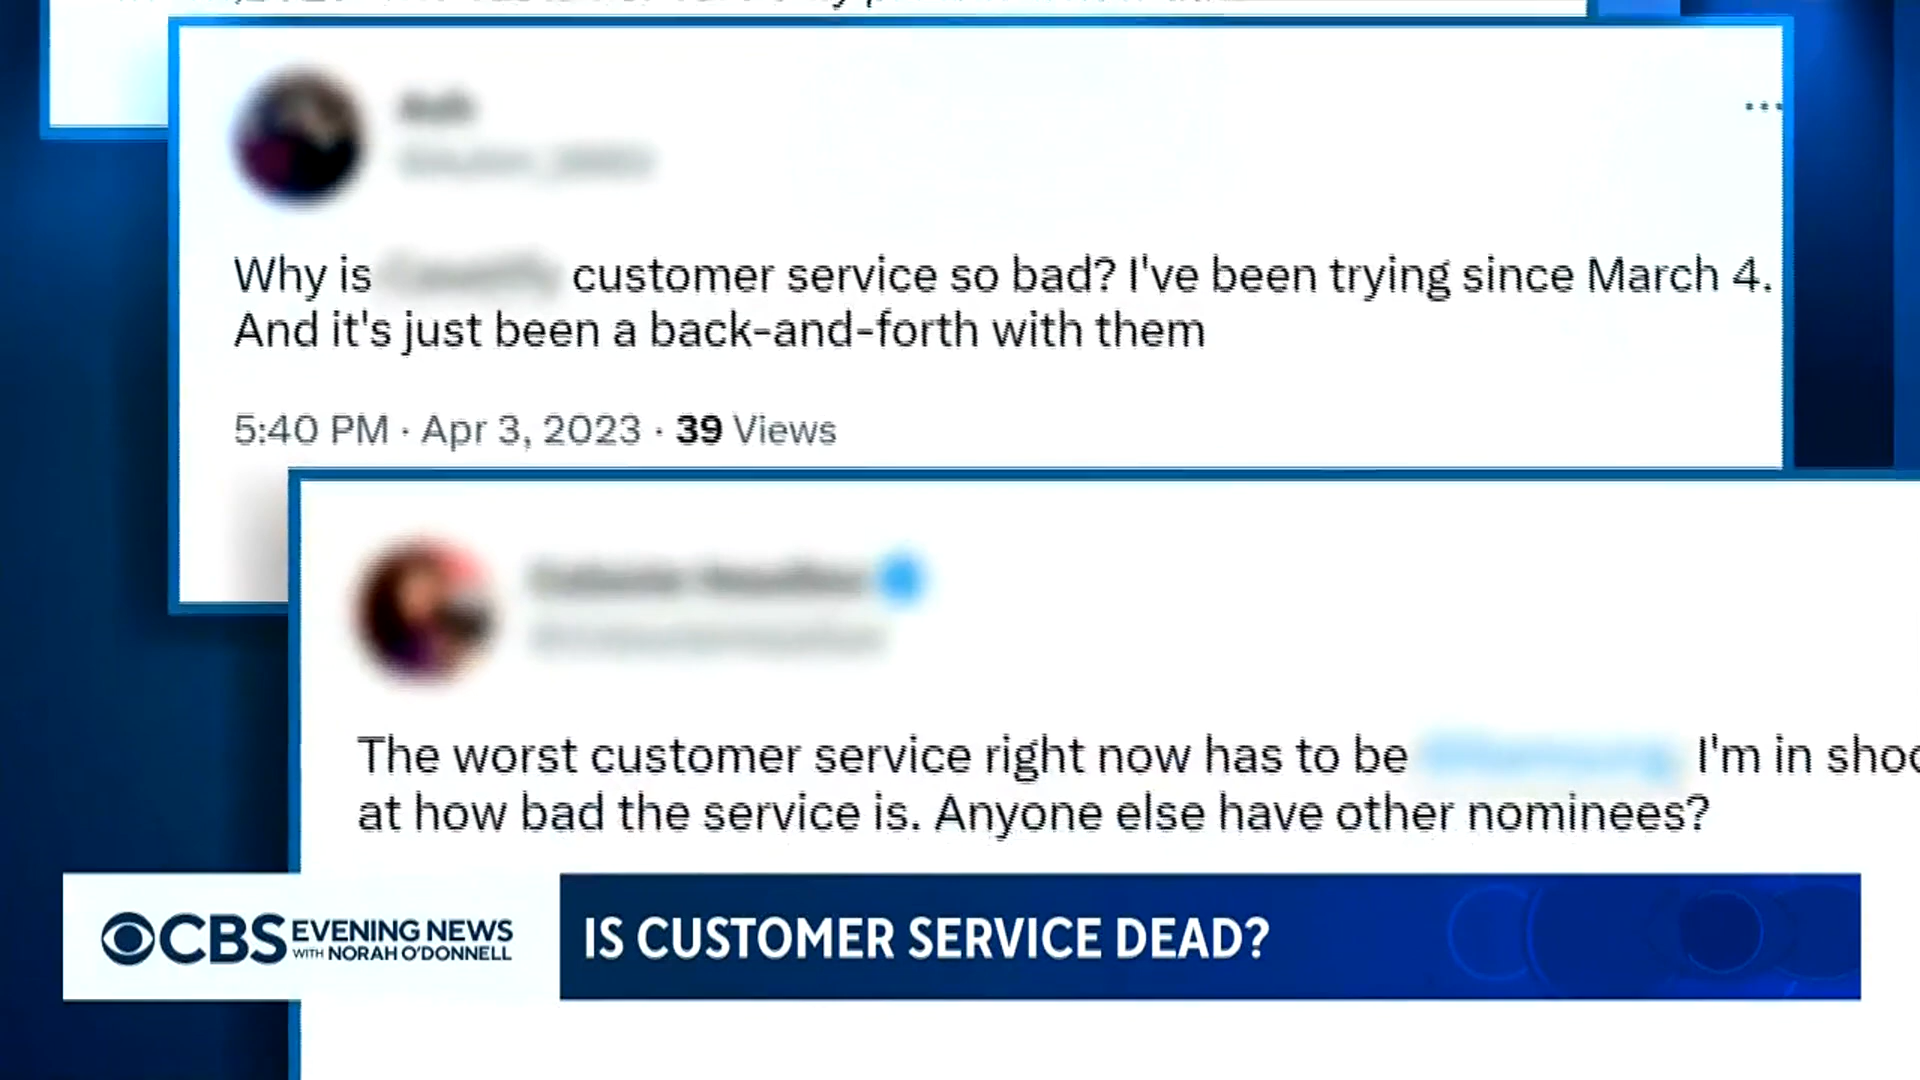 Why is customer service so bad? I've been trying since March 4.
And it's just been a back-and-forth with them
5:40 PM · Apr 3, 2023 · 39 Views
The worst customer service right now has to be I'm in shoc
at how bad the service is. Anyone else have other nominees?
CBS EVENING NEWS
WITH NORAH O'DONNELL
IS CUSTOMER SERVICE DEAD?